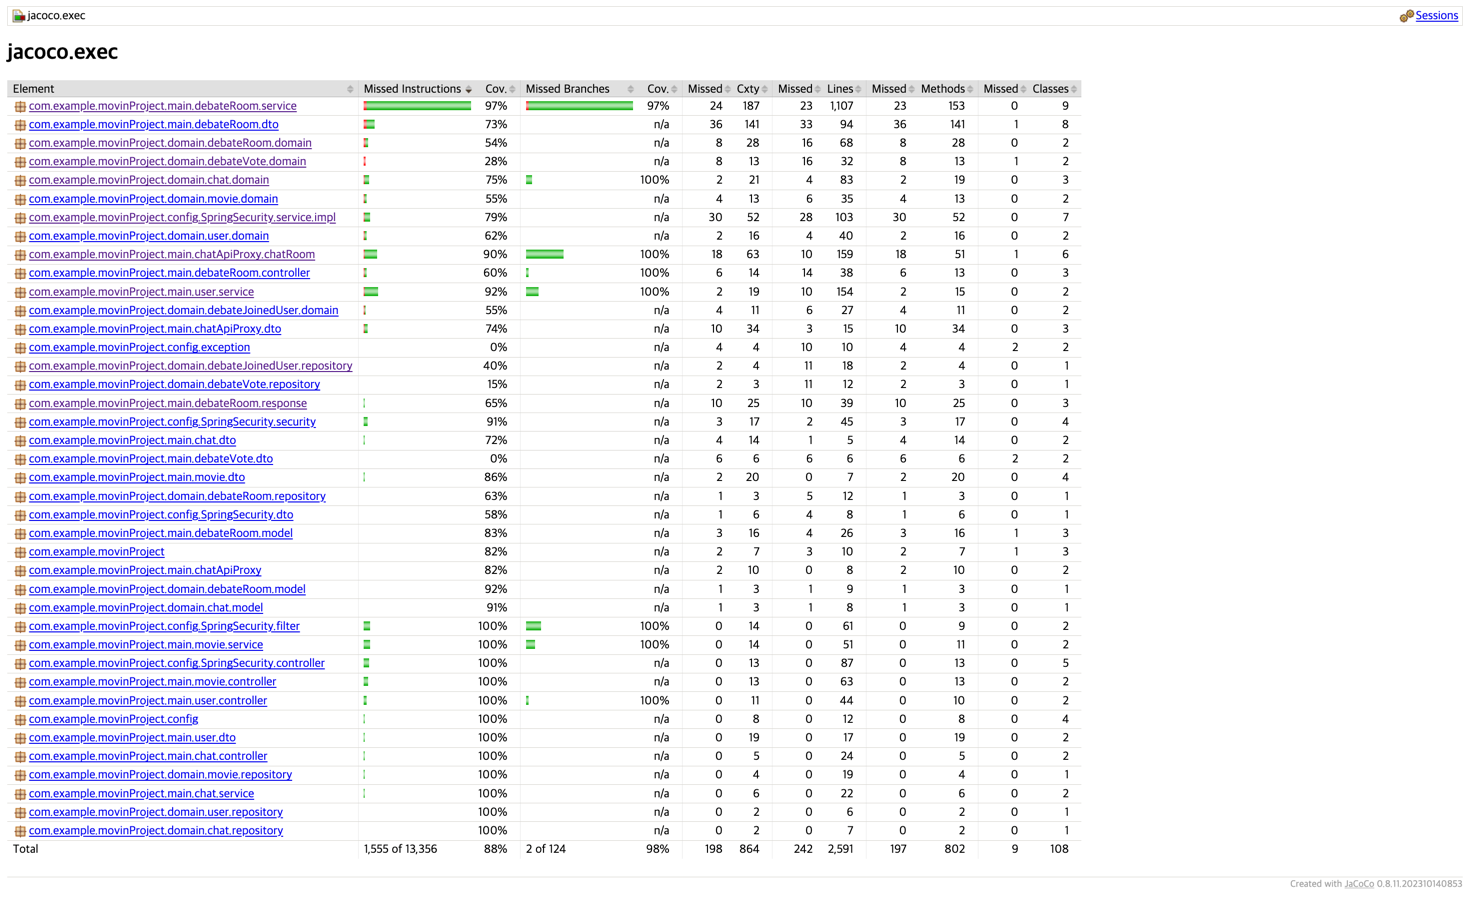 jacoco.exec Sessions
jacoco.exec
Element Missed Instructions Cov. Missed Branches Cov. Missed Cxty Missed Lines Missed Methods Missed Classes
com.example.movinProject.main.debateRoom.service 97% 97% 24 187 23 1,107 23 153 0 9
com.example.movinProject.main.debateRoom.dto 73% n/a 36 141 33 94 36 141 1 8
com.example.movinProject.domain.debateRoom.domain 54% n/a 8 28 16 68 8 28 0 2
com.example.movinProject.domain.debateVote.domain 28% n/a 8 13 16 32 8 13 1 2
com.example.movinProject.domain.chat.domain 75% 100% 2 21 4 83 2 19 0 3
com.example.movinProject.domain.movie.domain 55% n/a 4 13 6 35 4 13 0 2
com.example.movinProject.config.SpringSecurity.service.impl 79% n/a 30 52 28 103 30 52 0 7
com.example.movinProject.domain.user.domain 62% n/a 2 16 4 40 2 16 0 2
com.example.movinProject.main.chatApiProxy.chatRoom 90% 100% 18 63 10 159 18 51 1 6
com.example.movinProject.main.debateRoom.controller 60% 100% 6 14 14 38 6 13 0 3
com.example.movinProject.main.user.service 92% 100% 2 19 10 154 2 15 0 2
com.example.movinProject.domain.debateJoinedUser.domain 55% n/a 4 11 6 27 4 11 0 2
com.example.movinProject.main.chatApiProxy.dto 74% n/a 10 34 3 15 10 34 0 3
com.example.movinProject.config.exception 0% n/a 4 4 10 10 4 4 2 2
com.example.movinProject.domain.debateJoinedUser.repository 40% n/a 2 4 11 18 2 4 0 1
com.example.movinProject.domain.debateVote.repository 15% n/a 2 3 11 12 2 3 0 1
com.example.movinProject.main.debateRoom.response 65% n/a 10 25 10 39 10 25 0 3
com.example.movinProject.config.SpringSecurity.security 91% n/a 3 17 2 45 3 17 0 4
com.example.movinProject.main.chat.dto 72% n/a 4 14 1 5 4 14 0 2
com.example.movinProject.main.debateVote.dto 0% n/a 6 6 6 6 6 6 2 2
com.example.movinProject.main.movie.dto 86% n/a 2 20 0 7 2 20 0 4
com.example.movinProject.domain.debateRoom.repository 63% n/a 1 3 5 12 1 3 0 1
com.example.movinProject.config.SpringSecurity.dto 58% n/a 1 6 4 8 1 6 0 1
com.example.movinProject.main.debateRoom.model 83% n/a 3 16 4 26 3 16 1 3
com.example.movinProject 82% n/a 2 7 3 10 2 7 1 3
com.example.movinProject.main.chatApiProxy 82% n/a 2 10 0 8 2 10 0 2
com.example.movinProject.domain.debateRoom.model 92% n/a 1 3 1 9 1 3 0 1
com.example.movinProject.domain.chat.model 91% n/a 1 3 1 8 1 3 0 1
com.example.movinProject.config.SpringSecurity.filter 100% 100% 0 14 0 61 0 9 0 2
com.example.movinProject.main.movie.service 100% 100% 0 14 0 51 0 11 0 2
com.example.movinProject.config.SpringSecurity.controller 100% n/a 0 13 0 87 0 13 0 5
com.example.movinProject.main.movie.controller 100% n/a 0 13 0 63 0 13 0 2
com.example.movinProject.main.user.controller 100% 100% 0 11 0 44 0 10 0 2
com.example.movinProject.config 100% n/a 0 8 0 12 0 8 0 4
com.example.movinProject.main.user.dto 100% n/a 0 19 0 17 0 19 0 2
com.example.movinProject.main.chat.controller 100% n/a 0 5 0 24 0 5 0 2
com.example.movinProject.domain.movie.repository 100% n/a 0 4 0 19 0 4 0 1
com.example.movinProject.main.chat.service 100% n/a 0 6 0 22 0 6 0 2
com.example.movinProject.domain.user.repository 100% n/a 0 2 0 6 0 2 0 1
com.example.movinProject.domain.chat.repository 100% n/a 0 2 0 7 0 2 0 1
Total 1,555 of 13,356 88% 2 of 124 98% 198 864 242 2,591 197 802 9 108
Created with JaCoCo 0.8.11.202310140853